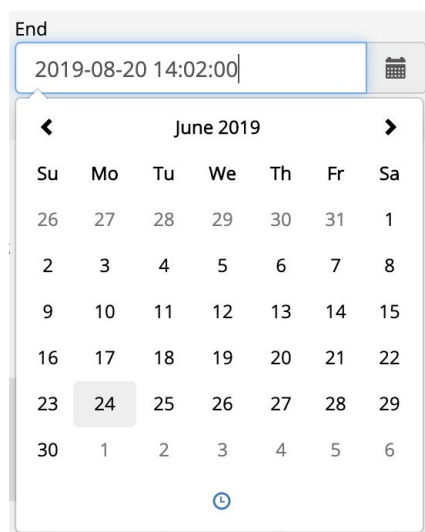 End
2019-08-20 14:02:00
June 2019
Su Mo Tu We Th Fr Sa
26 27 28 29 30 31 1
2 3 4 5 6 7 8
9 10 11 12 13 14 15
16 17 18 19 20 21 22
23 24 25 26 27 28 29
30 1 2 3 4 5 6